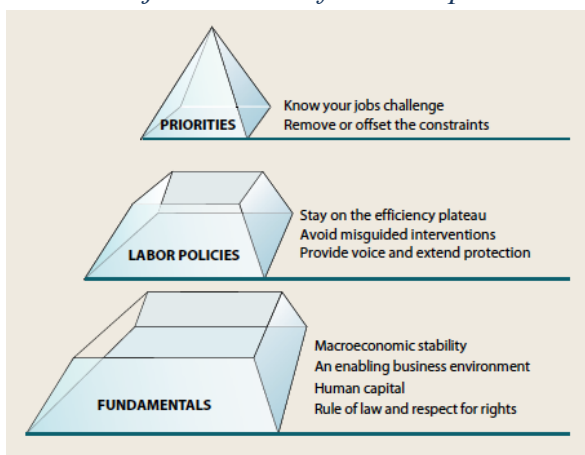 PRIORITIES
Know your jobs challenge
Remove or offset the constraints
LABOR POLICIES
Stay on the efficiency plateau
Avoid misguided interventions
Provide voice and extend protection
FUNDAMENTALS
Macroeconomic stability
An enabling business environment
Human capital
Rule of law and respect for rights